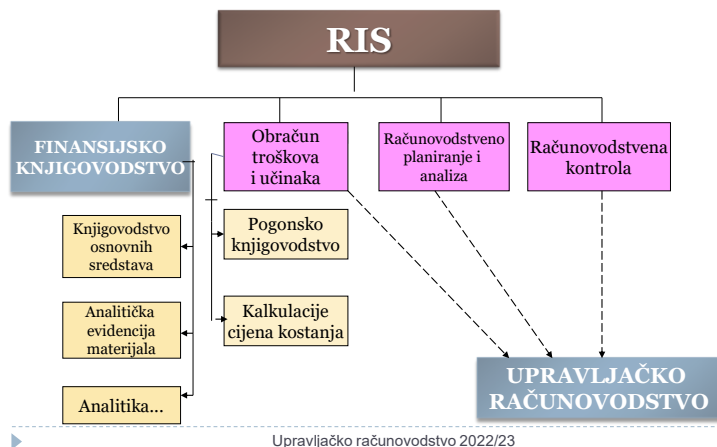 RIS
FINANSIJSKO
KNJIGOVODSTVO
Obračun
troškova
i učinaka
Računovodstveno
planiranje i
analiza
Računovodstvena
kontrola
Knjigovodstvo
osnovnih
sredstava
Pogonsko
knjigovodstvo
Analitička
evidencija
materijala
Kalkulacije
cijena kostanja
Analitika...
UPRAVLJAČKO
RAČUNOVODSTVO
Upravljačko računovodstvo 2022/23